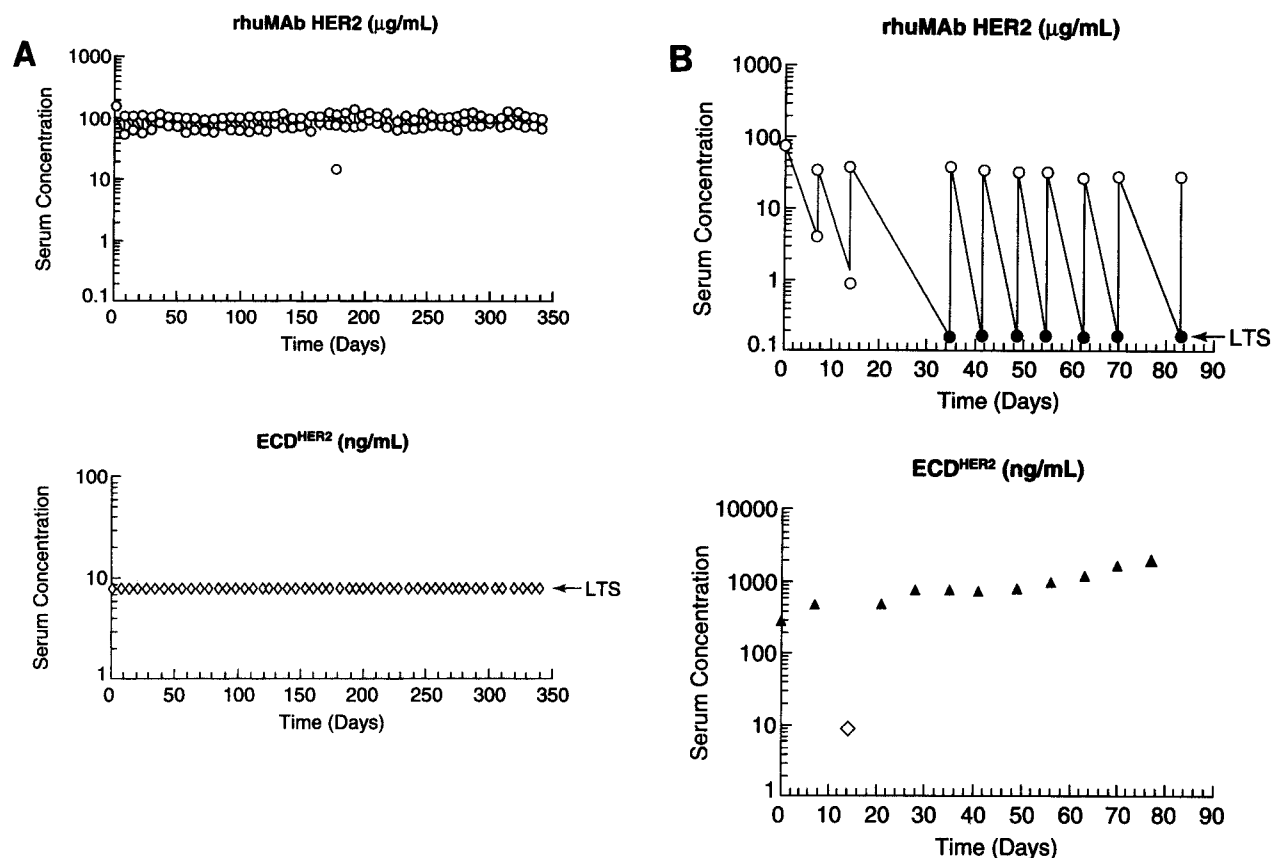 A
rhuMAb HER2 (µg/mL)
Serum Concentration
1000
100
10
1
0.1
0 50 100 150 200 250 300 350
Time (Days)
ECDHER2 (ng/mL)
Serum Concentration
100
10
1
LTS
0 50 100 150 200 250 300 350
Time (Days)
B
rhuMAb HER2 (µg/mL)
Serum Concentration
1000
100
10
1
0.1
LTS
0 10 20 30 40 50 60 70 80 90
Time (Days)
ECDHER2 (ng/mL)
Serum Concentration
10000
1000
100
10
1
0 10 20 30 40 50 60 70 80 90
Time (Days)